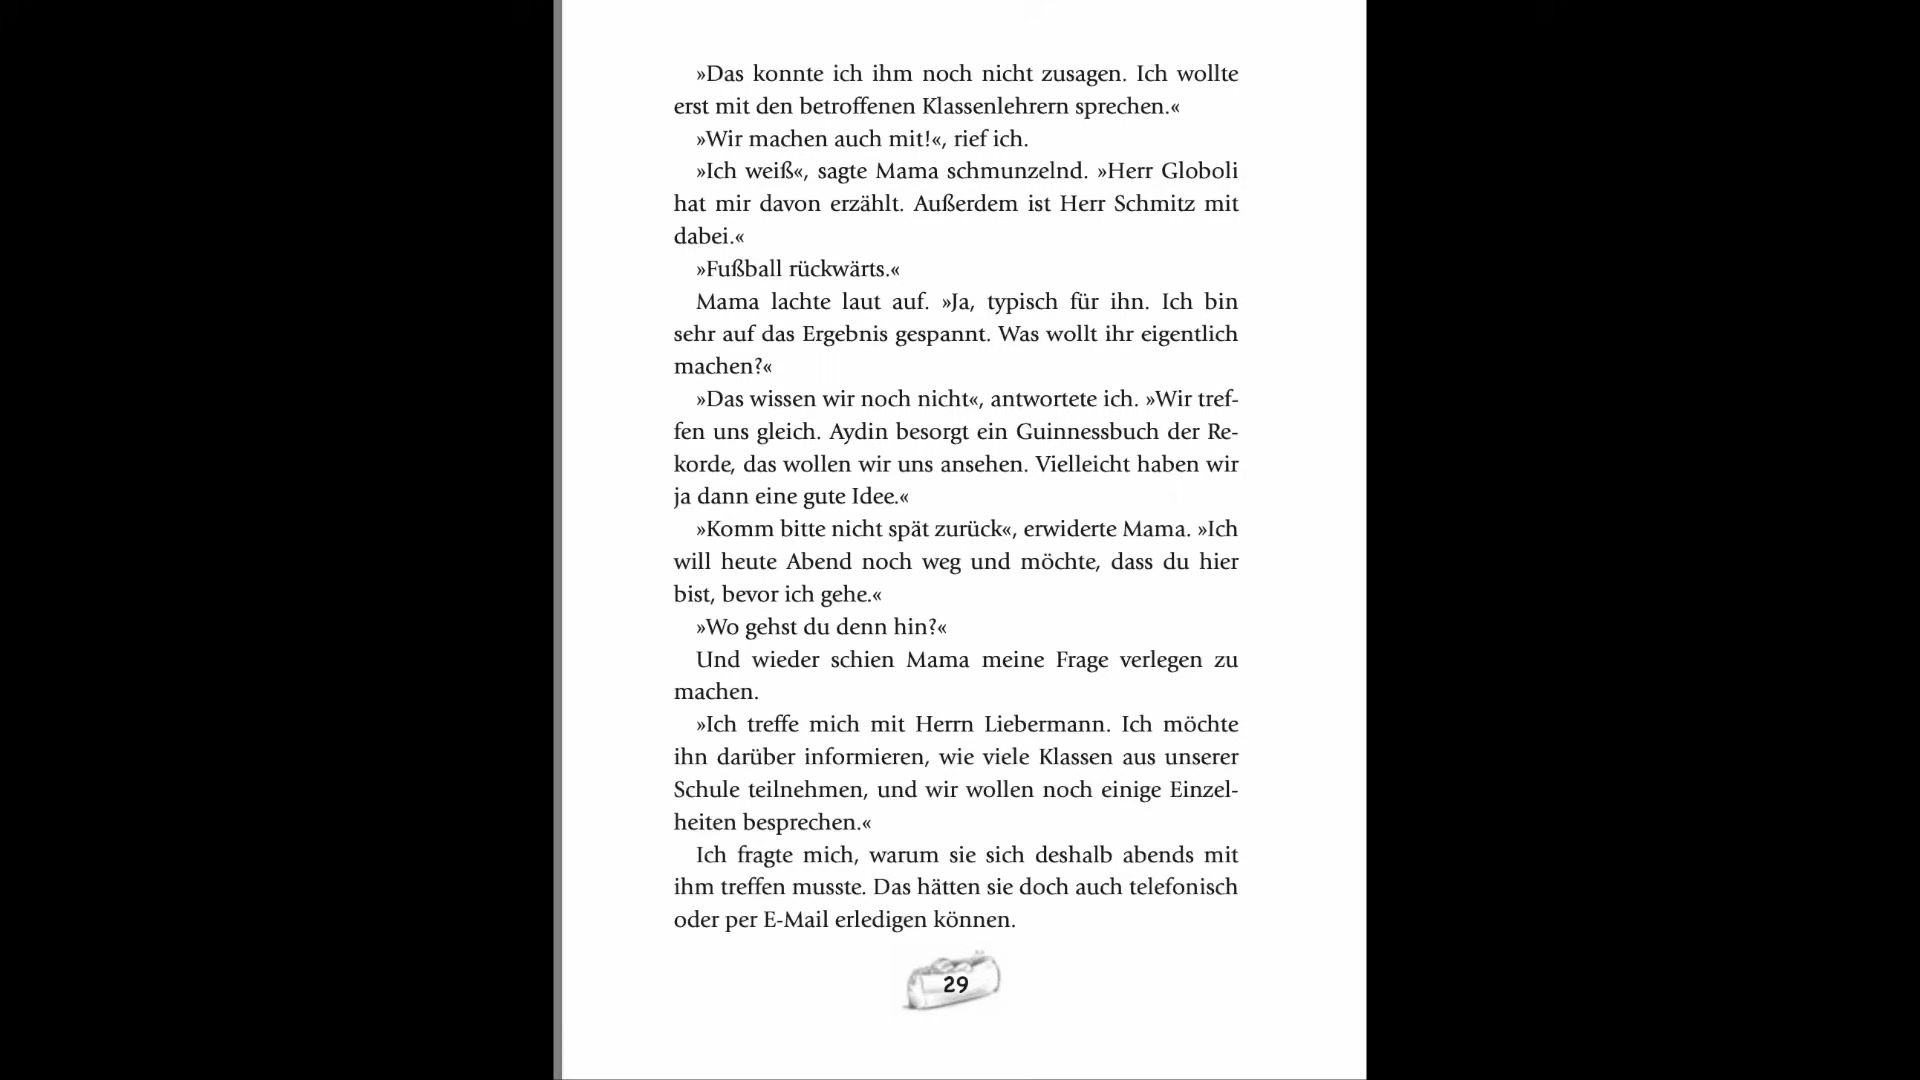 »Das konnte ich ihm noch nicht zusagen. Ich wollte
erst mit den betroffenen Klassenlehrern sprechen.«
»Wir machen auch mit!«, rief ich.
»Ich weiß«, sagte Mama schmunzelnd. »Herr Globoli
hat mir davon erzählt. Außerdem ist Herr Schmitz mit
dabei.«
»Fußball rückwärts.«
Mama lachte laut auf. »Ja, typisch für ihn. Ich bin
sehr auf das Ergebnis gespannt. Was wollt ihr eigentlich
machen?«
»Das wissen wir noch nicht«, antwortete ich. »Wir tref-
fen uns gleich. Aydin besorgt ein Guinnessbuch der Re-
korde, das wollen wir uns ansehen. Vielleicht haben wir
ja dann eine gute Idee.«
»Komm bitte nicht spät zurück«, erwiderte Mama. »Ich
will heute Abend noch weg und möchte, dass du hier
bist, bevor ich gehe.«
»Wo gehst du denn hin?«
Und wieder schien Mama meine Frage verlegen zu
machen.
»Ich treffe mich mit Herrn Liebermann. Ich möchte
ihn darüber informieren, wie viele Klassen aus unserer
Schule teilnehmen, und wir wollen noch einige Einzel-
heiten besprechen.«
Ich fragte mich, warum sie sich deshalb abends mit
ihm treffen musste. Das hätten sie doch auch telefonisch
oder per E-Mail erledigen können.
29